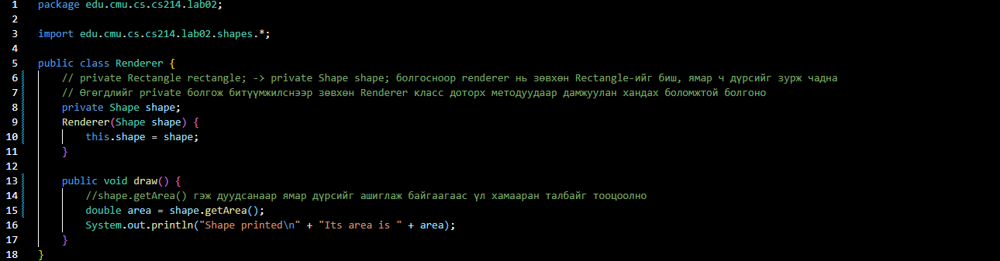 1 package edu.cmu.cs.cs214.lab02;
2
3 import edu.cmu.cs.cs214.lab02.shapes.*;
4
5 public class Renderer {
6     // private Rectangle rectangle; -> private Shape shape; болгосноор renderer нь зөвхөн Rectangle-ийг биш, ямар ч дүрсийг зурж чадна
7     // Өгөгдлийг private болгож битүүмжилснээр зөвхөн Renderer класс доторх методуудаар дамжуулан хандах боломжтой болгоно
8     private Shape shape;
9     Renderer(Shape shape) {
10         this.shape = shape;
11     }
12
13     public void draw() {
14         //shape.getArea() гэж дуудсанаар ямар дүрсийг ашиглаж байгаагаас үл хамааран талбайг тооцоолно
15         double area = shape.getArea();
16         System.out.println("Shape printed\n" + "Its area is " + area);
17     }
18 }